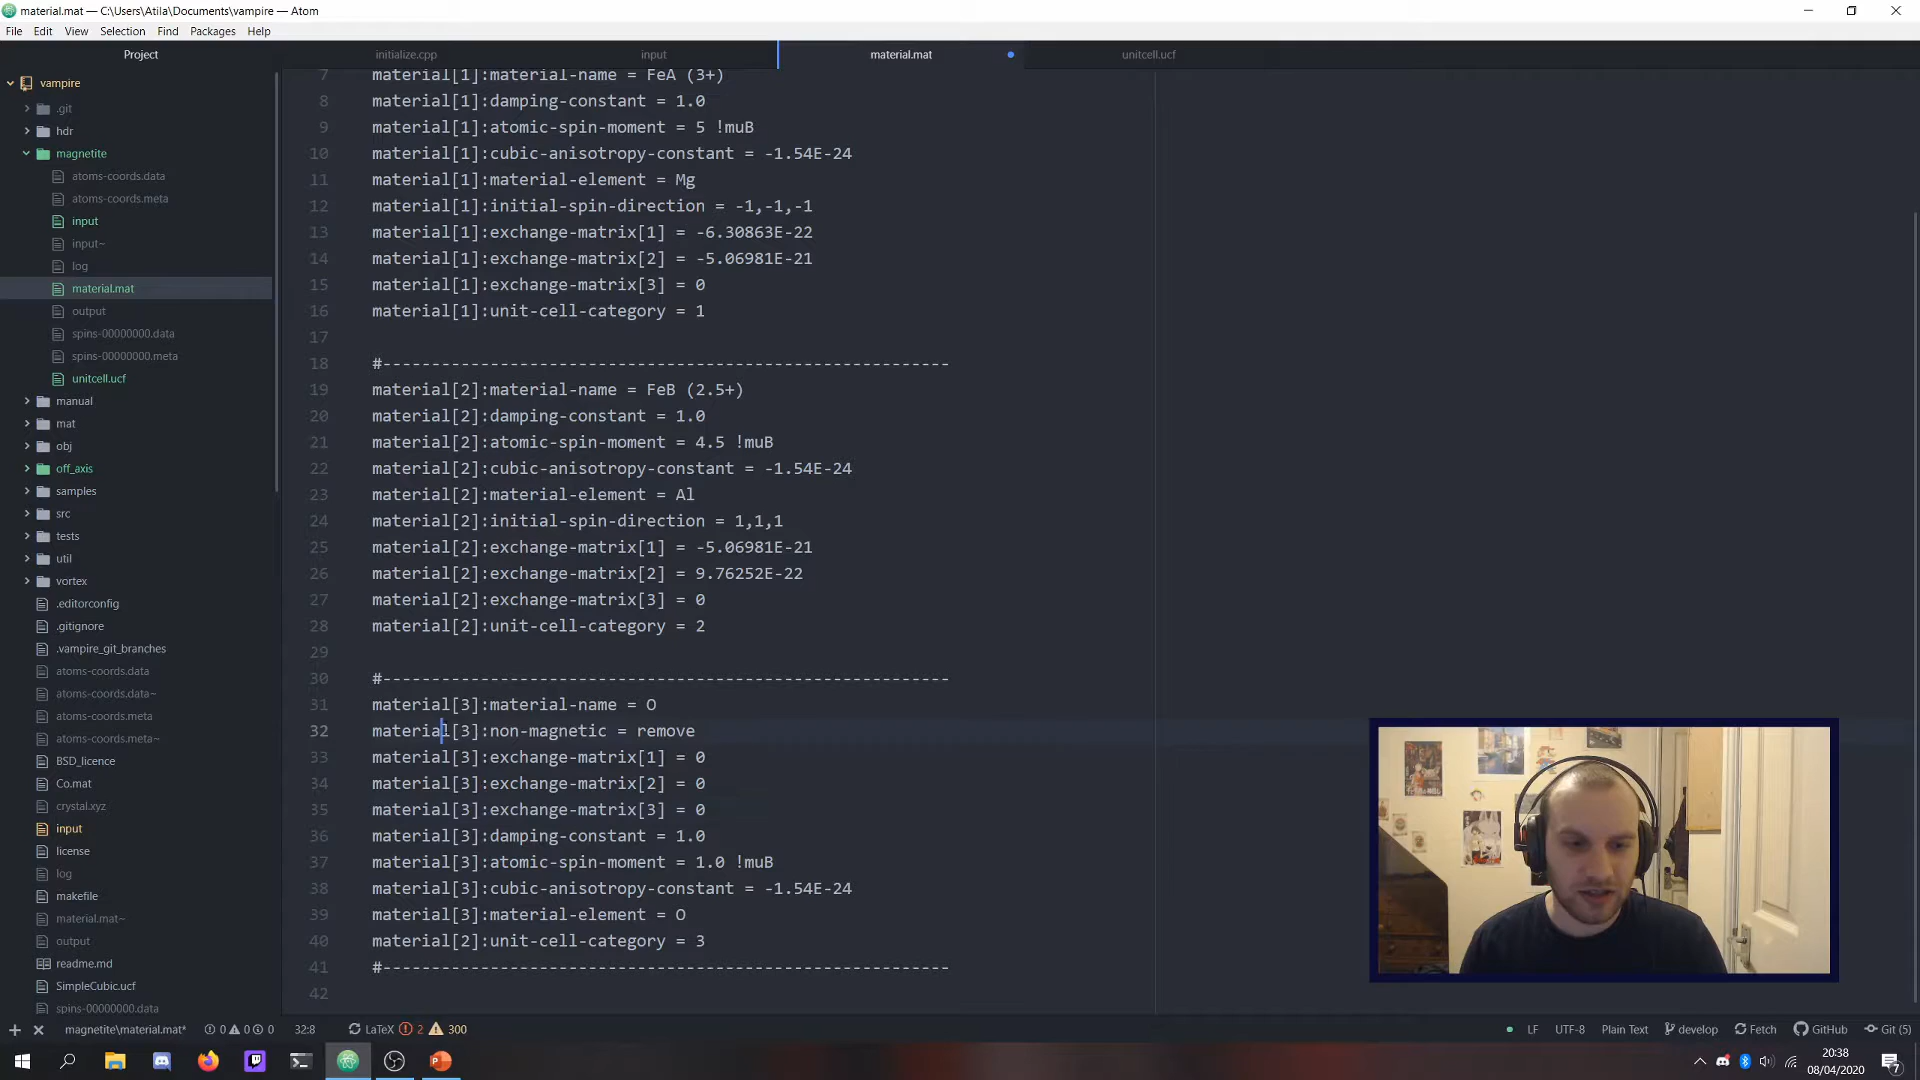 material.mat — C:\Users\Atila\Documents\vampire — Atom
File Edit View Selection Find Packages Help
Project
initialize.cpp
input
material.mat
unitcell.ucf
vampire
.git
hdr
magnetite
atoms-coords.data
atoms-coords.meta
input
input~
log
material.mat
output
spins-00000000.data
spins-00000000.meta
unitcell.ucf
manual
mat
obj
off_axis
samples
src
tests
util
vortex
.editorconfig
.gitignore
.vampire_git_branches
atoms-coords.data
atoms-coords.data~
atoms-coords.meta
atoms-coords.meta~
BSD_licence
Co.mat
crystal.xyz
input
license
log
makefile
material.mat~
output
readme.md
SimpleCubic.ucf
spins-00000000.data
7 material[1]:material-name = FeA (3+)
8 material[1]:damping-constant = 1.0
9 material[1]:atomic-spin-moment = 5 !muB
10 material[1]:cubic-anisotropy-constant = -1.54E-24
11 material[1]:material-element = Mg
12 material[1]:initial-spin-direction = -1,-1,-1
13 material[1]:exchange-matrix[1] = -6.30863E-22
14 material[1]:exchange-matrix[2] = -5.06981E-21
15 material[1]:exchange-matrix[3] = 0
16 material[1]:unit-cell-category = 1
17
18 #----------------------------------------------------------
19 material[2]:material-name = FeB (2.5+)
20 material[2]:damping-constant = 1.0
21 material[2]:atomic-spin-moment = 4.5 !muB
22 material[2]:cubic-anisotropy-constant = -1.54E-24
23 material[2]:material-element = Al
24 material[2]:initial-spin-direction = 1,1,1
25 material[2]:exchange-matrix[1] = -5.06981E-21
26 material[2]:exchange-matrix[2] = 9.76252E-22
27 material[2]:exchange-matrix[3] = 0
28 material[2]:unit-cell-category = 2
29
30 #----------------------------------------------------------
31 material[3]:material-name = O
32 material[3]:non-magnetic = remove
33 material[3]:exchange-matrix[1] = 0
34 material[3]:exchange-matrix[2] = 0
35 material[3]:exchange-matrix[3] = 0
36 material[3]:damping-constant = 1.0
37 material[3]:atomic-spin-moment = 1.0 !muB
38 material[3]:cubic-anisotropy-constant = -1.54E-24
39 material[3]:material-element = O
40 material[2]:unit-cell-category = 3
41 #----------------------------------------------------------
42
magnetite\material.mat* 0 0 0 32:8 LaTeX 2 300 LF UTF-8 Plain Text develop Fetch GitHub Git (5)
20:38
08/04/2020
7